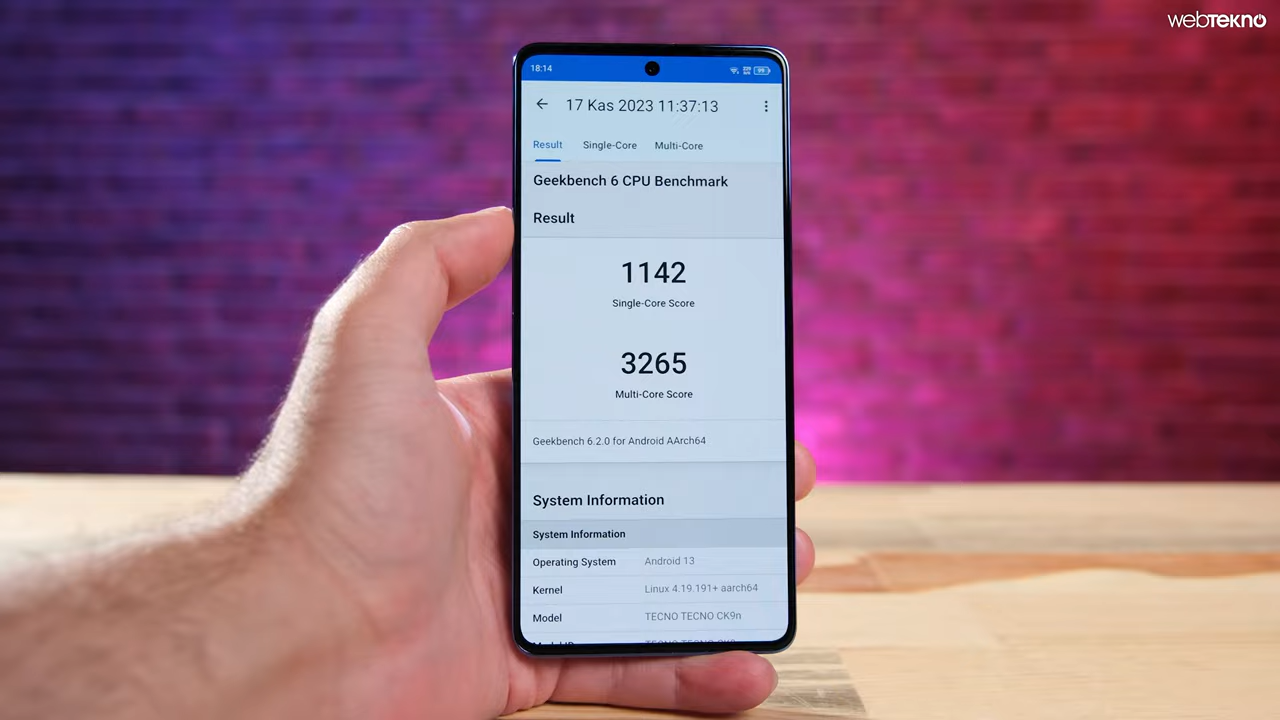 webTEKNO
18:14
99
17 Kas 2023 11:37:13
Result Single-Core Multi-Core
Geekbench 6 CPU Benchmark
Result
1142
Single-Core Score
3265
Multi-Core Score
Geekbench 6.2.0 for Android AArch64
System Information
System Information
Operating System Android 13
Kernel Linux 4.19.191+ aarch64
Model TECNO TECNO CK9n